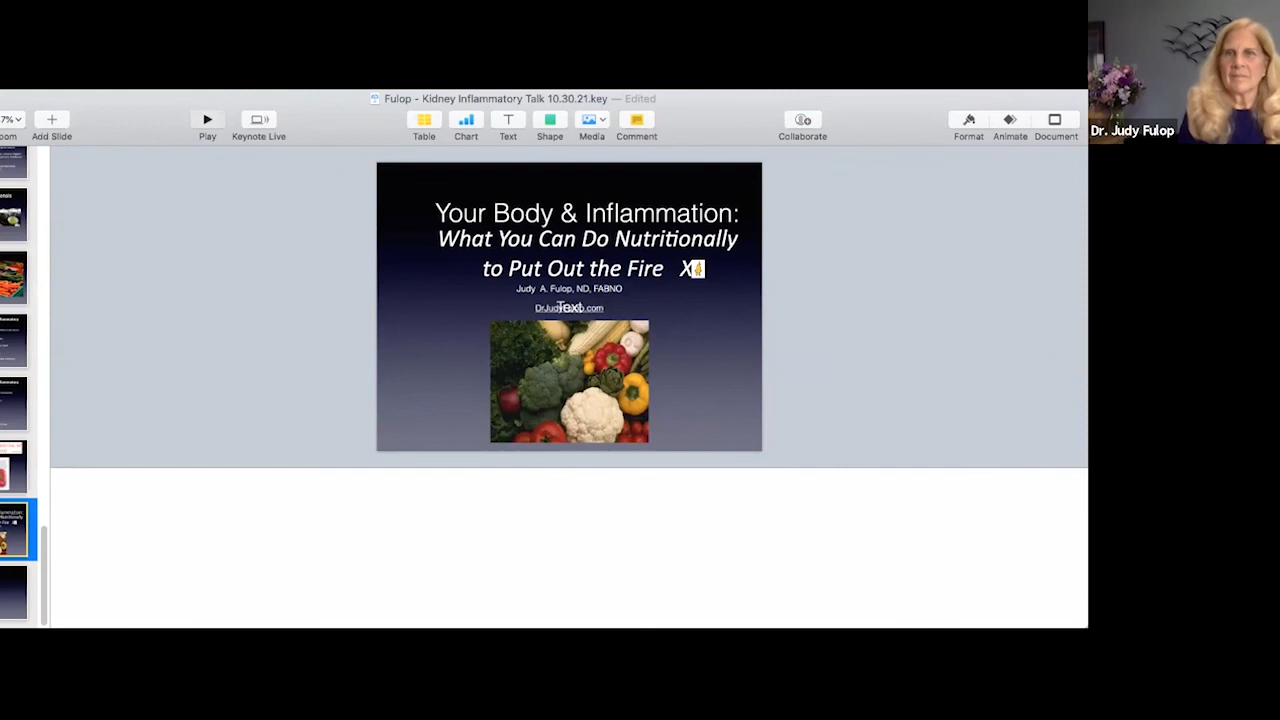 Fulop - Kidney Inflammatory Talk 10.30.21.key — Edited
7%
Add Slide
Play
Keynote Live
Table
Chart
Text
Shape
Media
Comment
Collaborate
Format
Animate
Document
Dr. Judy Fulop
Your Body & Inflammation:
What You Can Do Nutritionally
to Put Out the Fire X
Judy A. Fulop, ND, FABNO
Text